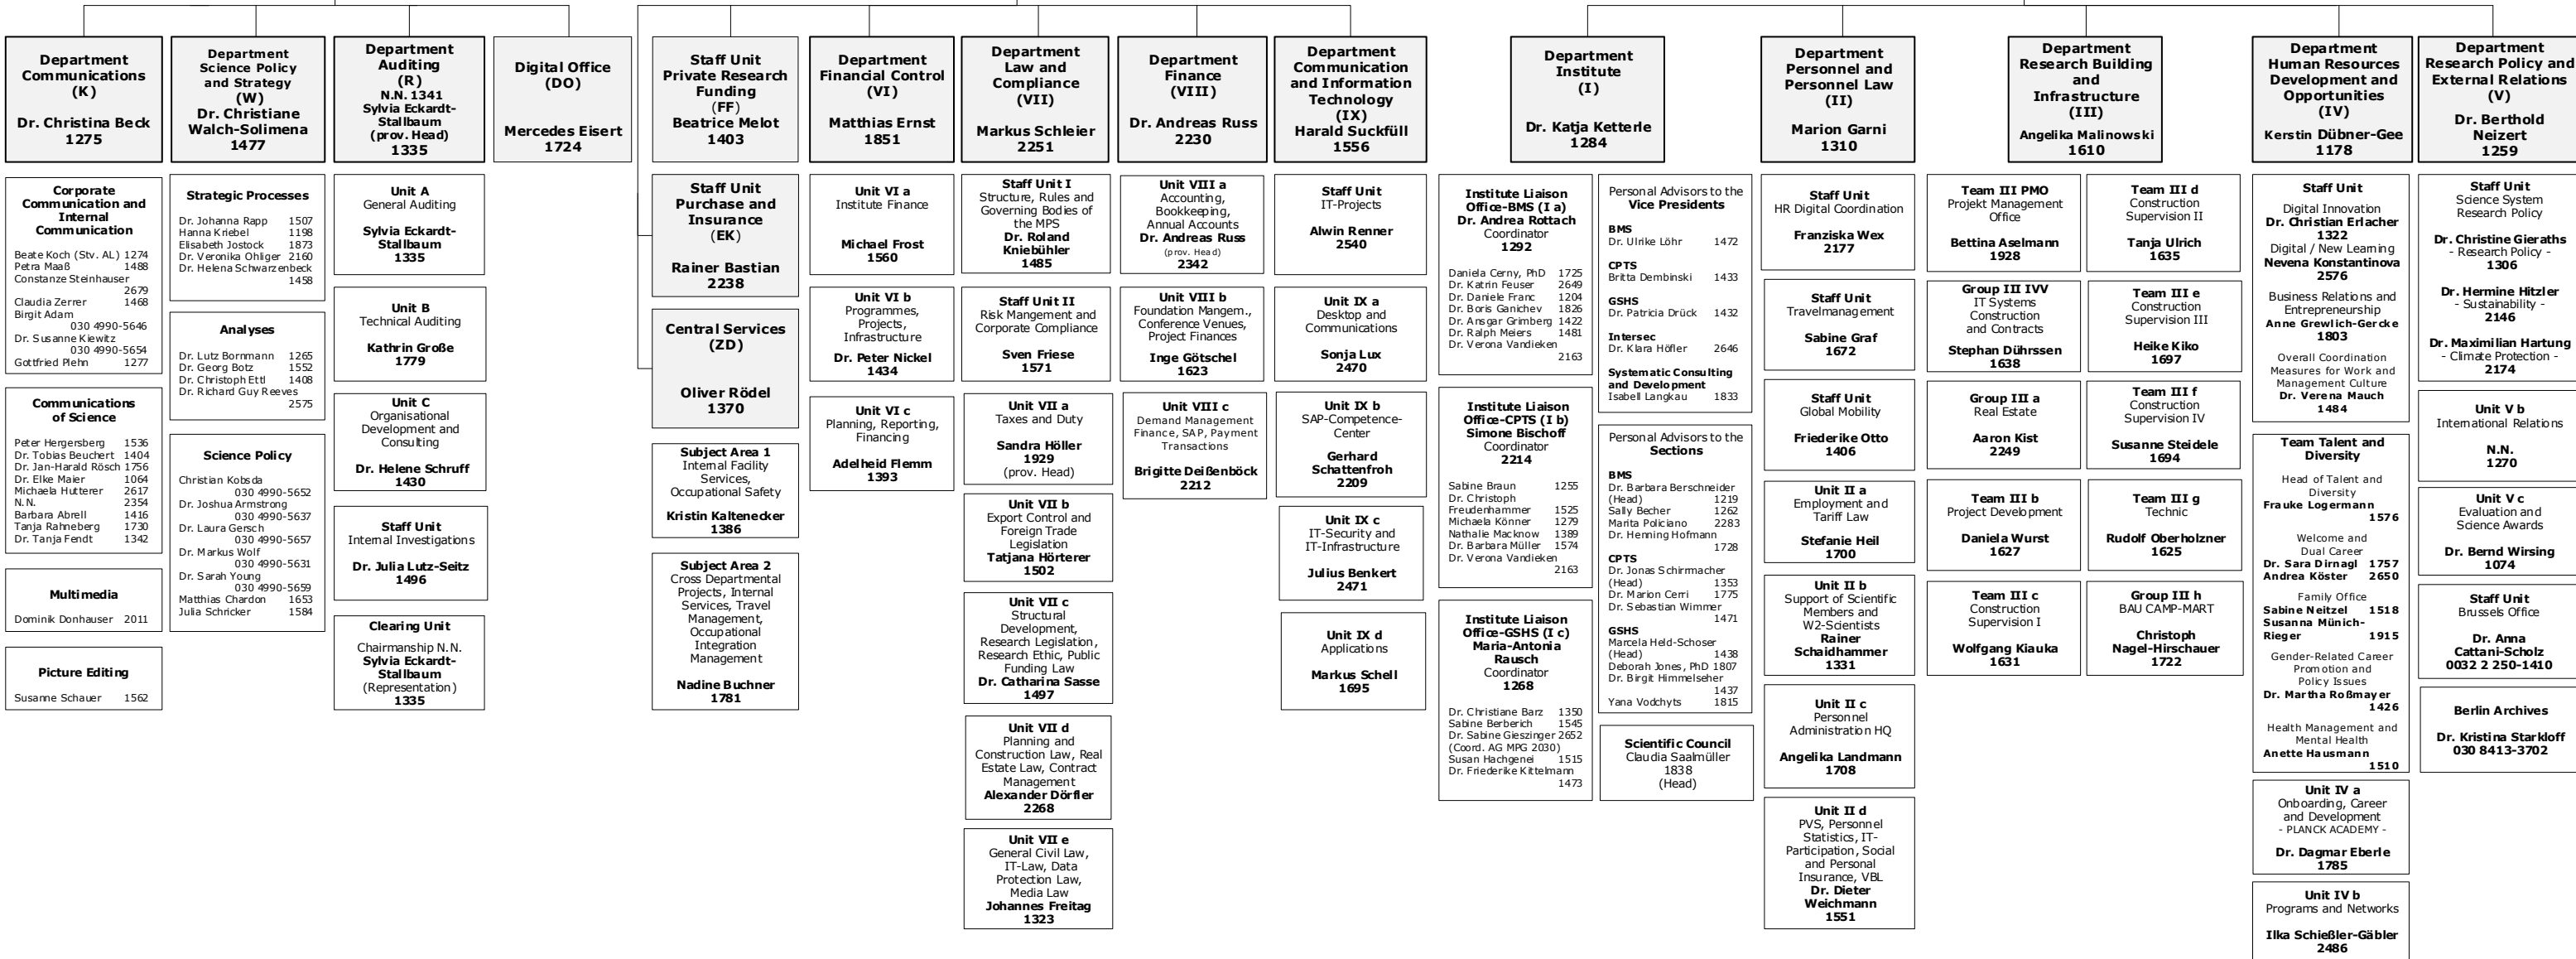 Department
Communications
(K)
Dr. Christina Beck
1275
Department
Science Policy
and Strategy
(W)
Dr. Christiane
Walch-Solimena
1477
Department
Auditing
(R)
N.N. 1341
Sylvia Eckardt-
Stallbaum
(prov. Head)
1335
Digital Office
(DO)
Mercedes Eisert
1724
Staff Unit
Private Research
Funding
(FF)
Beatrice Melot
1403
Department
Financial Control
(VI)
Matthias Ernst
1851
Department
Law and
Compliance
(VII)
Markus Schleier
2251
Department
Finance
(VIII)
Dr. Andreas Russ
2230
Department
Communication
and Information
Technology
(IX)
Harald Suckfüll
1556
Department
Institute
(I)
Dr. Katja Ketterle
1284
Department
Personnel and
Personnel Law
(II)
Marion Garni
1310
Department
Research Building
and
Infrastructure
(III)
Angelika Malinowski
1610
Department
Human Resources
Development and
Opportunities
(IV)
Kerstin Dübner-Gee
1178
Department
Research Policy and
External Relations
(V)
Dr. Berthold
Neizert
1259
Corporate
Communication and
Internal
Communication
Beate Koch (Stv. AL) 1274
Petra Maaß 1488
Constanze Steinhauser
2679
Claudia Zerrer 1468
Birgit Adam
030 4990-5646
Dr. Susanne Kiewitz
030 4990-5654
Gottfried Plehn 1277
Communications
of Science
Peter Hergersberg 1536
Dr. Tobias Beuchert 1404
Dr. Jan-Harald Rösch 1756
Dr. Elke Maier 1064
Michaela Hutterer 2617
N.N. 2354
Barbara Abrell 1416
Tanja Rahneberg 1730
Dr. Tanja Fendt 1342
Multimedia
Dominik Donhauser 2011
Picture Editing
Susanne Schauer 1562
Strategic Processes
Dr. Johanna Rapp 1507
Hanna Kriebel 1198
Elisabeth Jostock 1873
Dr. Veronika Ohliger 2160
Dr. Helena Schwarzenbeck
1458
Analyses
Dr. Lutz Bornmann 1265
Dr. Georg Botz 1552
Dr. Christoph Ettl 1408
Dr. Richard Guy Reeves
2575
Science Policy
Christian Kobsda
030 4990-5652
Dr. Joshua Armstrong
030 4990-5637
Dr. Laura Gersch
030 4990-5657
Dr. Markus Wolf
030 4990-5631
Dr. Sarah Young
030 4990-5659
Matthias Chardon 1653
Julia Schricker 1584
Unit A
General Auditing
Sylvia Eckardt-
Stallbaum
1335
Unit B
Technical Auditing
Kathrin Große
1779
Unit C
Organisational
Development and
Consulting
Dr. Helene Schruff
1430
Staff Unit
Internal Investigations
Dr. Julia Lutz-Seitz
1496
Clearing Unit
Chairmanship N.N.
Sylvia Eckardt-
Stallbaum
(Representation)
1335
Staff Unit
Purchase and
Insurance
(EK)
Rainer Bastian
2238
Central Services
(ZD)
Oliver Rödel
1370
Subject Area 1
Internal Facility
Services,
Occupational Safety
Kristin Kaltenecker
1386
Subject Area 2
Cross Departmental
Projects, Internal
Services, Travel
Management,
Occupational
Integration
Management
Nadine Buchner
1781
Unit VI a
Institute Finance
Michael Frost
1560
Unit VI b
Programmes,
Projects,
Infrastructure
Dr. Peter Nickel
1434
Unit VI c
Planning, Reporting,
Financing
Adelheid Flemm
1393
Staff Unit I
Structure, Rules and
Governing Bodies of
the MPS
Dr. Roland
Kniebühler
1485
Staff Unit II
Risk Mangement and
Corporate Compliance
Sven Friese
1571
Unit VII a
Taxes and Duty
Sandra Höller
1929
(prov. Head)
Unit VII b
Export Control and
Foreign Trade
Legislation
Tatjana Hörterer
1502
Unit VII c
Structural
Development,
Research Legislation,
Research Ethic, Public
Funding Law
Dr. Catharina Sasse
1497
Unit VII d
Planning and
Construction Law, Real
Estate Law, Contract
Management
Alexander Dörfler
2268
Unit VII e
General Civil Law,
IT-Law, Data
Protection Law,
Media Law
Johannes Freitag
1323
Unit VIII a
Accounting,
Bookkeeping,
Annual Accounts
Dr. Andreas Russ
(prov. Head)
2342
Unit VIII b
Foundation Mangem.,
Conference Venues,
Project Finances
Inge Götschel
1623
Unit VIII c
Demand Management
Finance, SAP, Payment
Transactions
Brigitte Deißenböck
2212
Staff Unit
IT-Projects
Alwin Renner
2540
Unit IX a
Desktop and
Communications
Sonja Lux
2470
Unit IX b
SAP-Competence-
Center
Gerhard
Schattenfroh
2209
Unit IX c
IT-Security and
IT-Infrastructure
Julius Benkert
2471
Unit IX d
Applications
Markus Schell
1695
Institute Liaison
Office-BMS (I a)
Dr. Andrea Rottach
Coordinator
1292
Daniela Cerny, PhD 1725
Dr. Katrin Feuser 2649
Dr. Daniele Franc 1204
Dr. Boris Ganichev 1826
Dr. Ansgar Grimberg 1422
Dr. Ralph Meiers 1481
Dr. Verona Vandieken
2163
Institute Liaison
Office-CPTS (I b)
Simone Bischoff
Coordinator
2214
Sabine Braun 1255
Dr. Christoph
Freudenhammer 1525
Michaela Könner 1279
Nathalie Macknow 1389
Dr. Barbara Müller 1574
Dr. Verona Vandieken
2163
Institute Liaison
Office-GSHS (I c)
Maria-Antonia
Rausch
Coordinator
1268
Dr. Christiane Barz 1350
Sabine Berberich 1545
Dr. Sabine Gieszinger 2652
(Coord. AG MPG 2030)
Susan Hachgenei 1515
Dr. Friederike Kittelmann
1473
Personal Advisors to the
Vice Presidents
BMS
Dr. Ulrike Löhr 1472
CPTS
Britta Dembinski 1433
GSHS
Dr. Patricia Drück 1432
Intersec
Dr. Klara Höfler 2646
Systematic Consulting
and Development
Isabell Langkau 1833
Personal Advisors to the
Sections
BMS
Dr. Barbara Berschneider
(Head) 1219
Sally Becher 1262
Marita Policiano 2283
Dr. Henning Hofmann
1728
CPTS
Dr. Jonas Schirrmacher
(Head) 1353
Dr. Marion Cerri 1775
Dr. Sebastian Wimmer
1471
GSHS
Marcela Held-Schoser
(Head) 1438
Deborah Jones, PhD 1807
Dr. Birgit Himmelseher
1437
Yana Vodchyts 1815
Scientific Council
Claudia Saalmüller
1838
(Head)
Staff Unit
HR Digital Coordination
Franziska Wex
2177
Staff Unit
Travelmanagement
Sabine Graf
1672
Staff Unit
Global Mobility
Friederike Otto
1406
Unit II a
Employment and
Tariff Law
Stefanie Heil
1700
Unit II b
Support of Scientific
Members and
W2-Scientists
Rainer
Schaidhammer
1331
Unit II c
Personnel
Administration HQ
Angelika Landmann
1708
Unit II d
PVS, Personnel
Statistics, IT-
Participation, Social
and Personal
Insurance, VBL
Dr. Dieter
Weichmann
1551
Team III PMO
Projekt Management
Office
Bettina Aselmann
1928
Group III IVV
IT Systems
Construction
and Contracts
Stephan Dührssen
1638
Group III a
Real Estate
Aaron Kist
2249
Team III b
Project Development
Daniela Wurst
1627
Team III c
Construction
Supervision I
Wolfgang Kiauka
1631
Team III d
Construction
Supervision II
Tanja Ulrich
1635
Team III e
Construction
Supervision III
Heike Kiko
1697
Team III f
Construction
Supervision IV
Susanne Steidele
1694
Team III g
Technic
Rudolf Oberholzner
1625
Group III h
BAU CAMP-MART
Christoph
Nagel-Hirschauer
1722
Staff Unit
Digital Innovation
Dr. Christian Erlacher
1322
Digital / New Learning
Nevena Konstantinova
2576
Business Relations and
Entrepreneurship
Anne Grewlich-Gercke
1803
Overall Coordination
Measures for Work and
Management Culture
Dr. Verena Mauch
1484
Team Talent and
Diversity
Head of Talent and
Diversity
Frauke Logermann
1576
Welcome and
Dual Career
Dr. Sara Dirnagl 1757
Andrea Köster 2650
Family Office
Sabine Neitzel 1518
Susanna Münich-
Rieger 1915
Gender-Related Career
Promotion and
Policy Issues
Dr. Martha Roßmayer
1426
Health Management and
Mental Health
Anette Hausmann
1510
Unit IV a
Onboarding, Career
and Development
- PLANCK ACADEMY -
Dr. Dagmar Eberle
1785
Unit IV b
Programs and Networks
Ilka Schießler-Gäbler
2486
Staff Unit
Science System
Research Policy
Dr. Christine Gieraths
- Research Policy -
1306
Dr. Hermine Hitzler
- Sustainability -
2146
Dr. Maximilian Hartung
- Climate Protection -
2174
Unit V b
International Relations
N.N.
1270
Unit V c
Evaluation and
Science Awards
Dr. Bernd Wirsing
1074
Staff Unit
Brussels Office
Dr. Anna
Cattani-Scholz
0032 2 250-1410
Berlin Archives
Dr. Kristina Starkloff
030 8413-3702